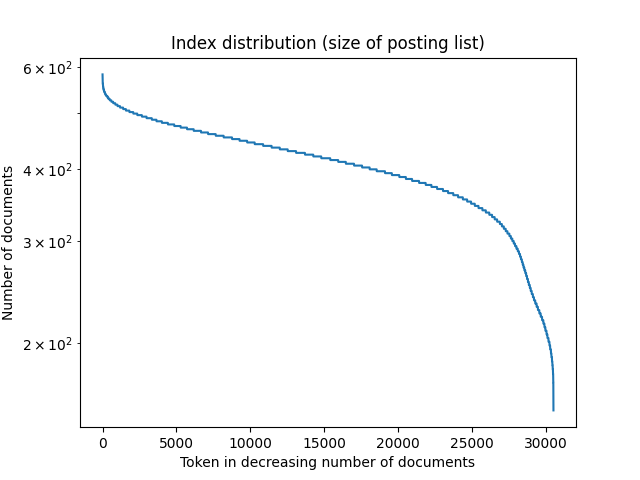 Index distribution (size of posting list)
6 × 10²
4 × 10²
3 × 10²
2 × 10²
Number of documents
0 5000 10000 15000 20000 25000 30000
Token in decreasing number of documents